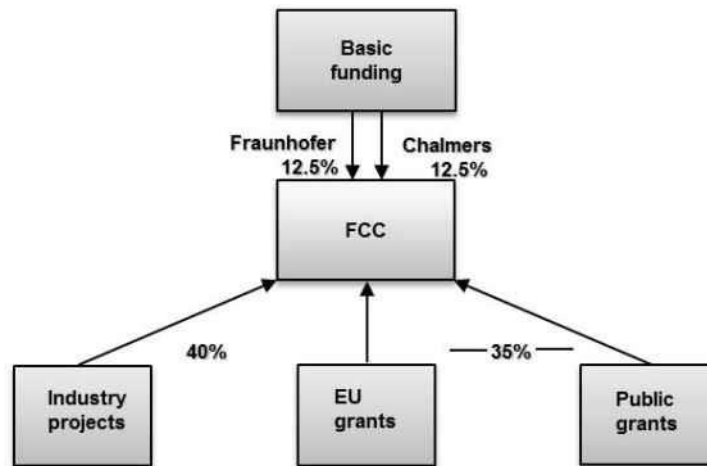 Basic
funding
Fraunhofer
12.5%
Chalmers
12.5%
FCC
40%
35%
Industry
projects
EU
grants
Public
grants